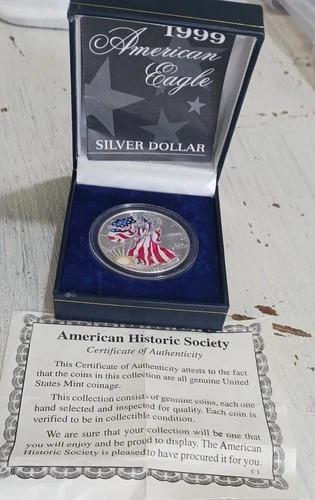 1999
American
Eagle
SILVER DOLLAR
American Historic Society
Certificate of Authenticity
This Certificate of Authenticity attests to the fact
that the coins in this collection are all genuine United
States Mint coinage.
This collection consists of genuine coins, each one
hand selected and inspected for quality. Each coin is
verified to be in collectible condition.
We are sure that your collection will be one that
you will enjoy and be proud to display. The American
Historic Society is pleased to have procured it for you.
C1